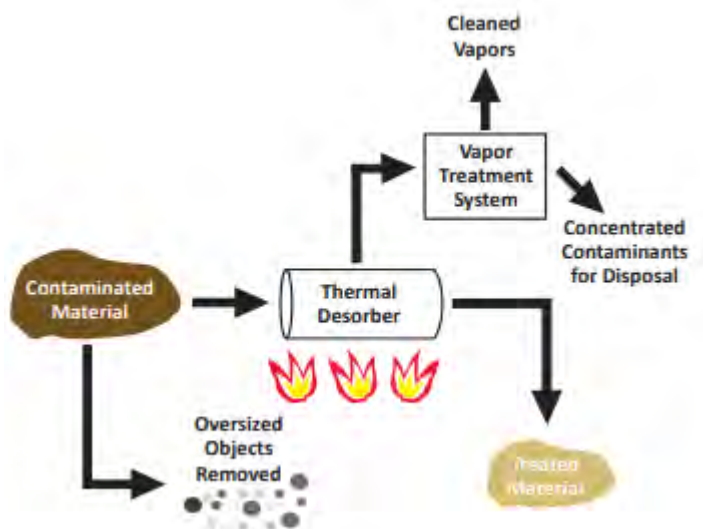 Cleaned
Vapors
Vapor
Treatment
System
Concentrated
Contaminants
for Disposal
Contaminated
Material
Thermal
Desorber
Oversized
Objects
Removed
Treated
Material